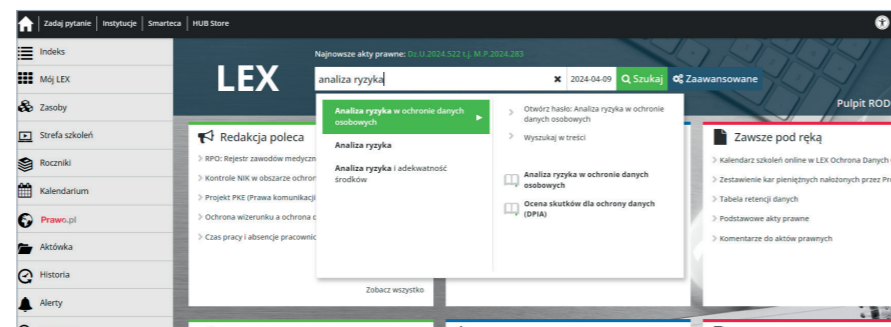 Zadaj pytanie | Instytucje | Smarteca | HUB Store
Indeks
Mój LEX
Zasoby
Strefa szkoleń
Roczniki
Kalendarium
Prawo.pl
Aktówka
Historia
Alerty
LEX
Najnowsze akty prawne: Dz.U.2024.522 t.j. M.P.2024.283
analiza ryzyka
2024-04-09
Szukaj
Zaawansowane
Pulpit ROD
Analiza ryzyka w ochronie danych
osobowych
Analiza ryzyka
Analiza ryzyka i adekwatność
środków
Otwórz hasło: Analiza ryzyka w ochronie
danych osobowych
Wyszukaj w treści
Analiza ryzyka w ochronie danych
osobowych
Ocena skutków dla ochrony danych
(DPIA)
Redakcja poleca
RPO: Rejestr zawodów medyczn
Kontrole NIK w obszarze ochror
Projekt PKE (Prawa komunikacji
Ochrona wizerunku a ochrona c
Czas pracy i absencje pracownic
Zobacz wszystko
Zawsze pod ręką
Kalendarz szkoleń online w LEX Ochrona Danych
Zestawienie kar pieniężnych nałożonych przez Pr
Tabela retencji danych
Podstawowe akty prawne
Komentarze do aktów prawnych